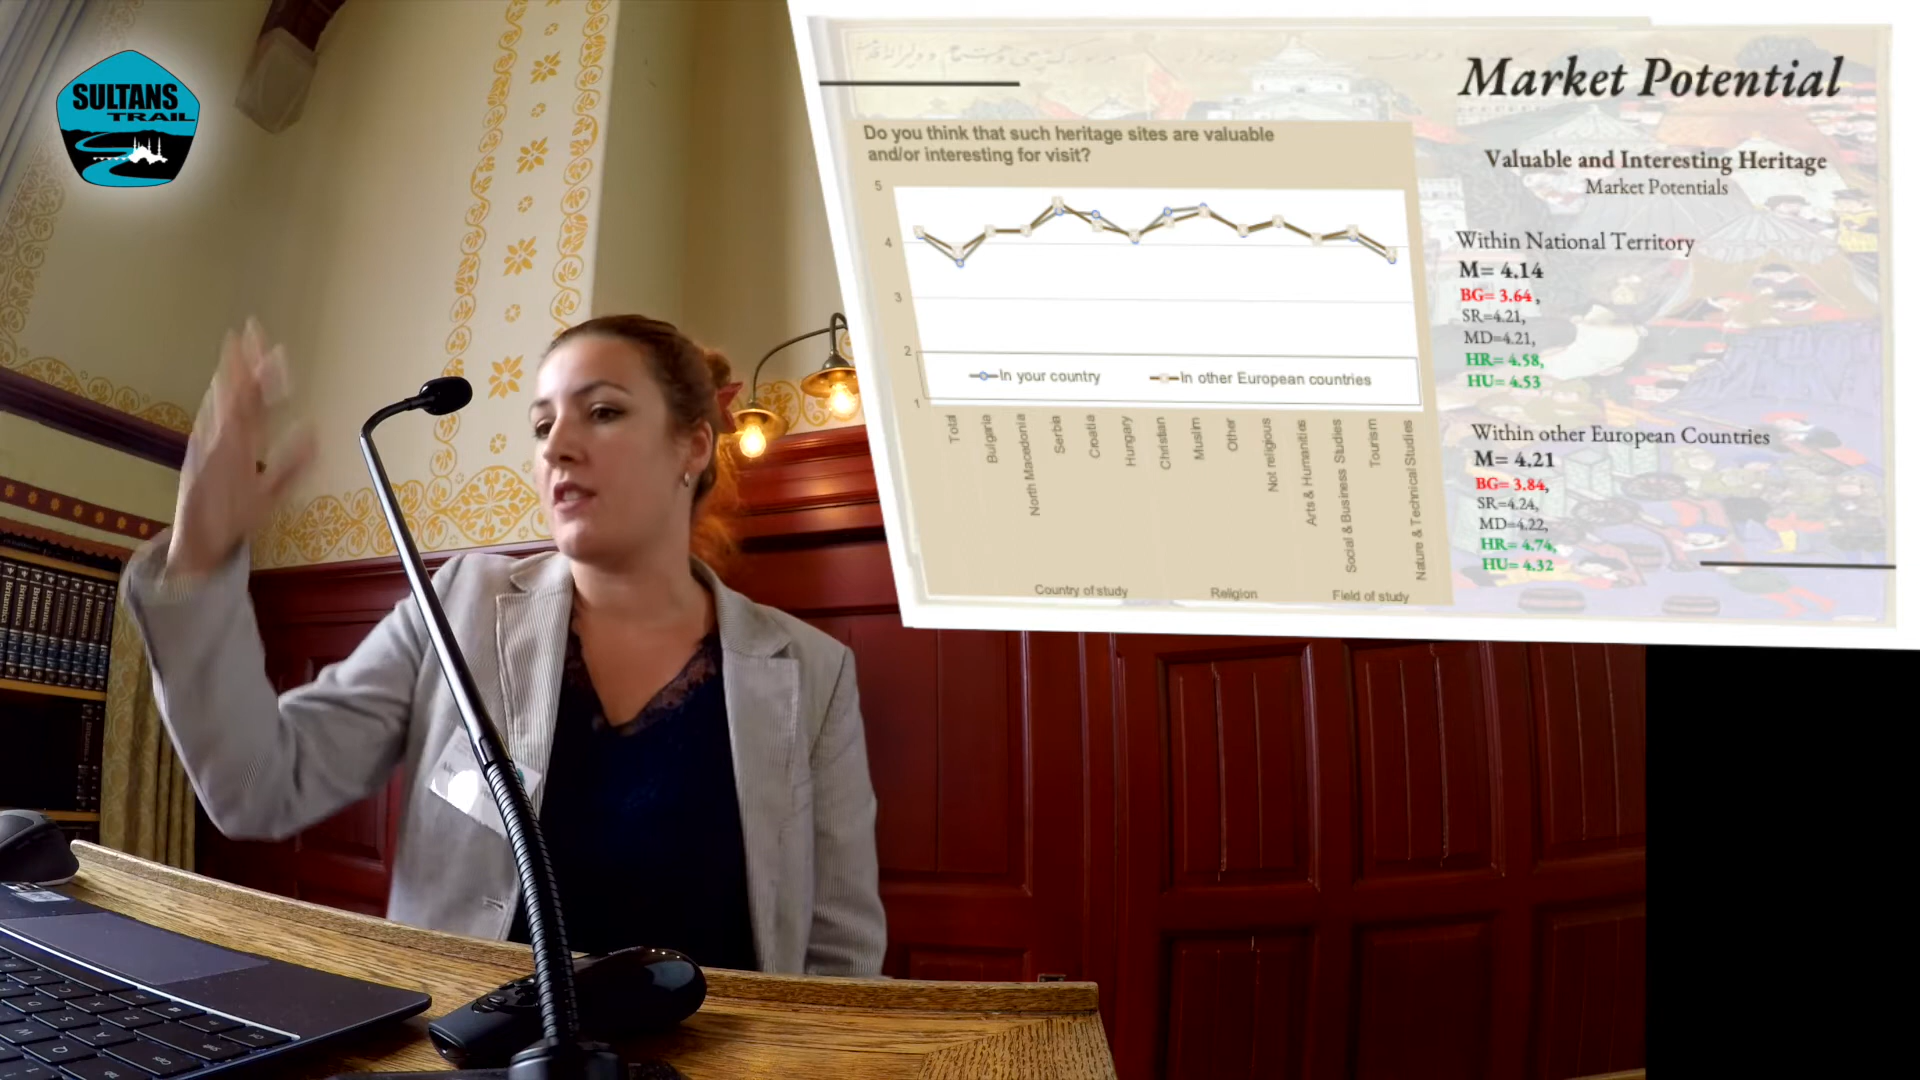 SULTANS
TRAIL
Market Potential
Do you think that such heritage sites are valuable
and/or interesting for visit?
5
4
3
2
1
In your country
In other European countries
Total
Bulgaria
North Macedonia
Serbia
Croatia
Hungary
Christian
Muslim
Other
Not religious
Arts & Humanities
Social & Business Studies
Tourism
Nature & Technical Studies
Country of study
Religion
Field of study
Valuable and Interesting Heritage
Market Potentials
Within National Territory
M= 4.14
BG= 3.64,
SR=4.21,
MD=4.21,
HR= 4.58,
HU= 4.53
Within other European Countries
M= 4.21
BG= 3.84,
SR=4.24,
MD=4.22,
HR= 4.74,
HU= 4.32
Britannica
Britannica
Britannica
Britannica